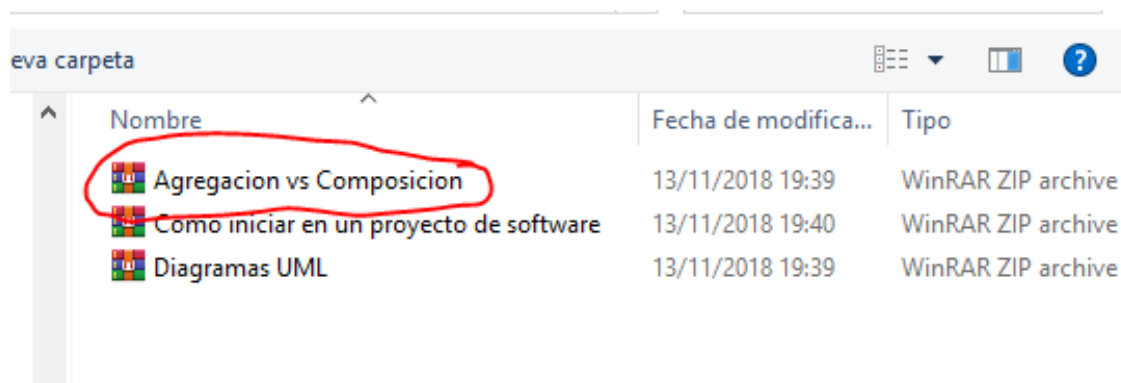 eva carpeta
Nombre Fecha de modifica... Tipo
Agregacion vs Composicion 13/11/2018 19:39 WinRAR ZIP archive
Como iniciar en un proyecto de software 13/11/2018 19:40 WinRAR ZIP archive
Diagramas UML 13/11/2018 19:39 WinRAR ZIP archive